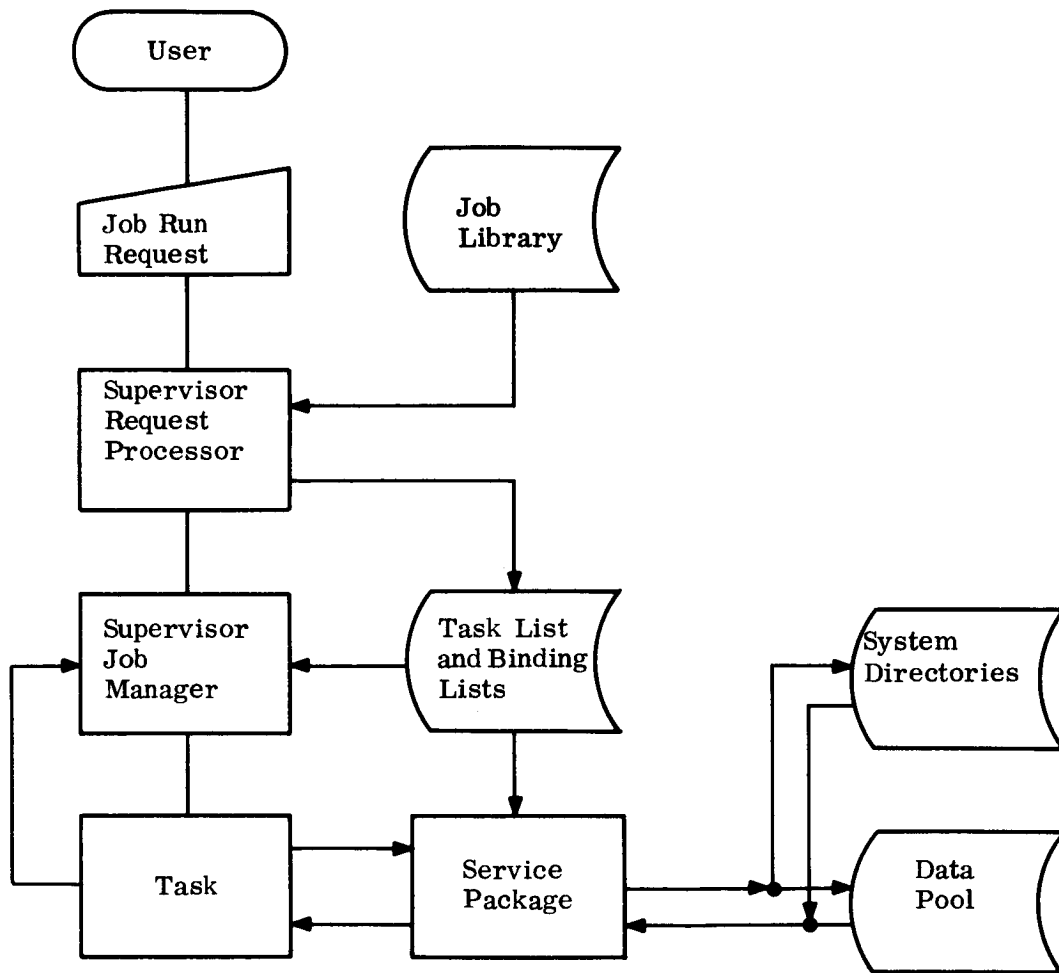 User
Job Run
Request
Job
Library
Supervisor
Request
Processor
Supervisor
Job
Manager
Task List
and Binding
Lists
System
Directories
Task
Service
Package
Data
Pool